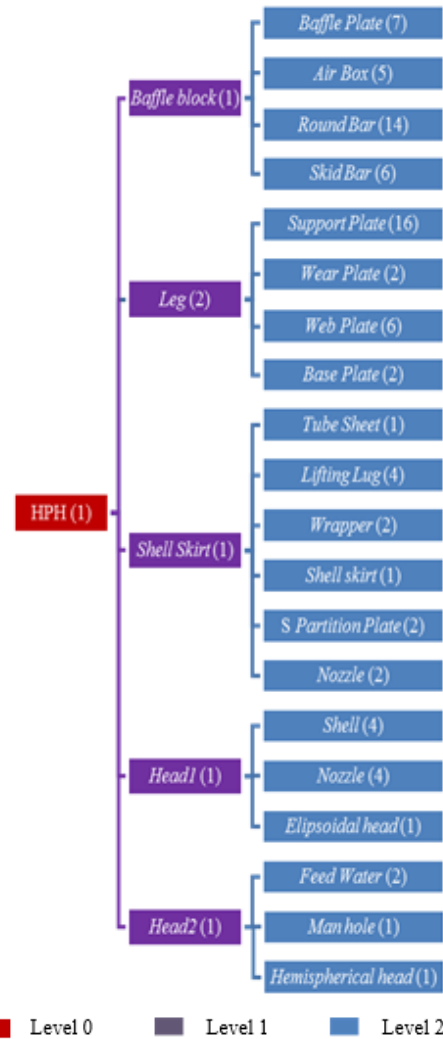 Baffle Plate (7)
Air Box (5)
Baffle block (1)
Round Bar (14)
Skid Bar (6)
Support Plate (16)
Wear Plate (2)
Leg (2)
Web Plate (6)
Base Plate (2)
Tube Sheet (1)
Lifting Lug (4)
HPH (1)
Wrapper (2)
Shell Skirt (1)
Shell skirt (1)
S Partition Plate (2)
Nozzle (2)
Shell (4)
Head1 (1)
Nozzle (4)
Elipsoidal head (1)
Feed Water (2)
Head2 (1)
Man hole (1)
Hemispherical head (1)
Level 0 Level 1 Level 2